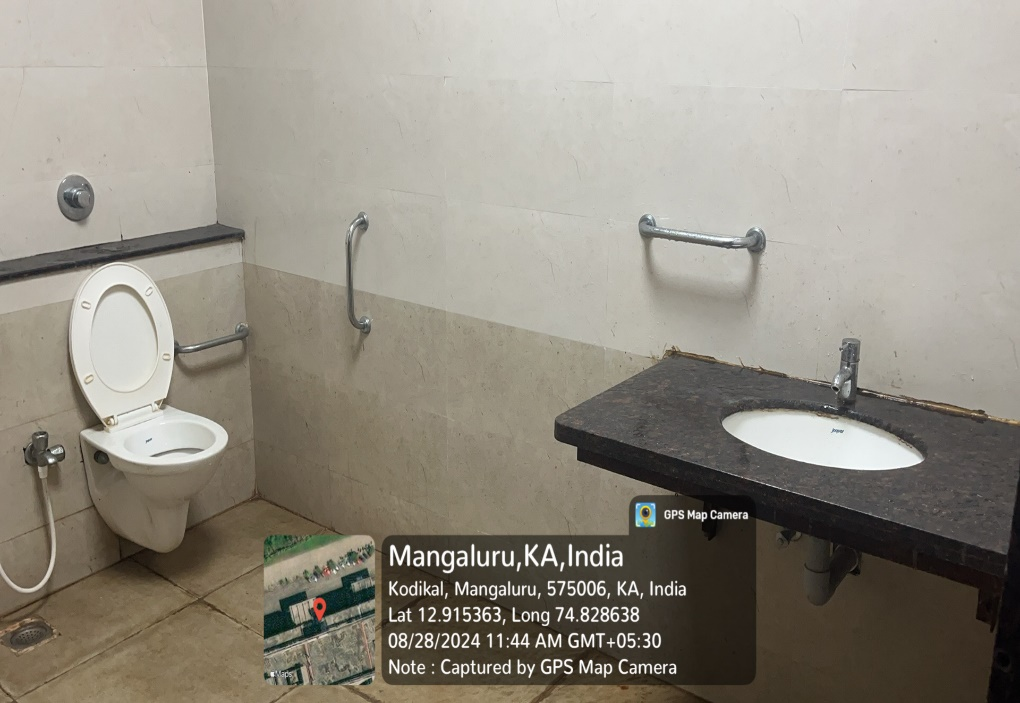 GPS Map Camera
Mangaluru,KA,India
Kodikal, Mangaluru, 575006, KA, India
Lat 12.915363, Long 74.828638
08/28/2024 11:44 AM GMT+05:30
Note : Captured by GPS Map Camera
Maps